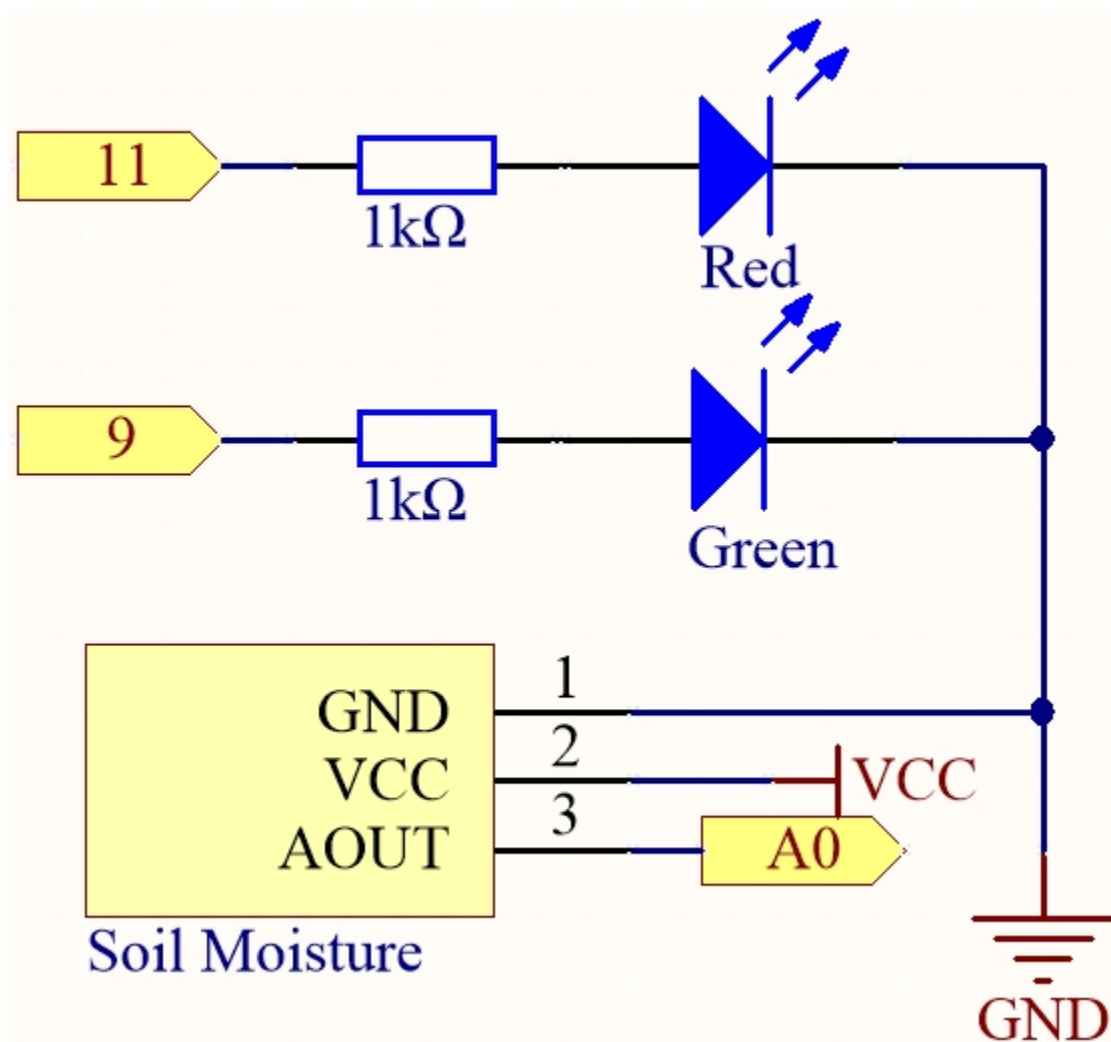 11
1kΩ
Red
9
1kΩ
Green
1
GND
2
VCC
VCC
3
AOUT
A0
Soil Moisture
GND